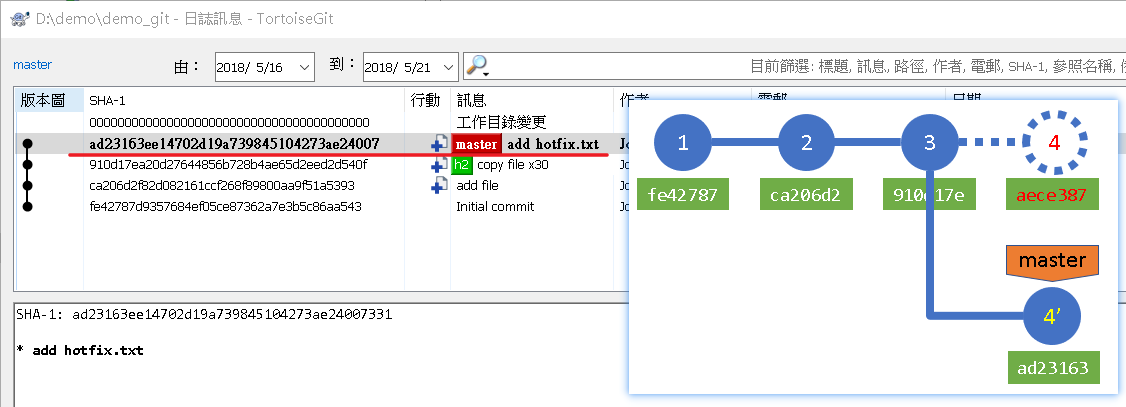 D:\demo\demo_git - 日誌訊息 - TortoiseGit
master 由： 2018/ 5/16 到： 2018/ 5/21 目前篩選: 標題, 訊息, 路徑, 作者, 電郵, SHA-1, 參照名稱,
版本圖 SHA-1 行動 訊息 作者 電郵 日期
0000000000000000000000000000000000000000 工作目錄變更
ad23163ee14702d19a739845104273ae24007 master add hotfix.txt
910d17ea20d27644856b728b4ae65d2eed2d540f h2 copy file x30
ca206d2f82d082161ccf268f89800aa9f51a5393 add file
fe42787d9357684ef05ce87362a7e3b5c86aa543 Initial commit
1 2 3 4
fe42787 ca206d2 910d17e aece387
master
4'
ad23163
SHA-1: ad23163ee14702d19a739845104273ae24007331
* add hotfix.txt